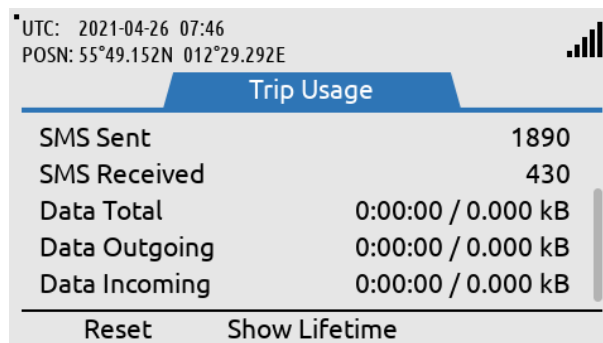 UTC: 2021-04-26 07:46
POSN: 55°49.152N 012°29.292E
Trip Usage
SMS Sent 1890
SMS Received 430
Data Total 0:00:00 / 0.000 kB
Data Outgoing 0:00:00 / 0.000 kB
Data Incoming 0:00:00 / 0.000 kB
Reset Show Lifetime